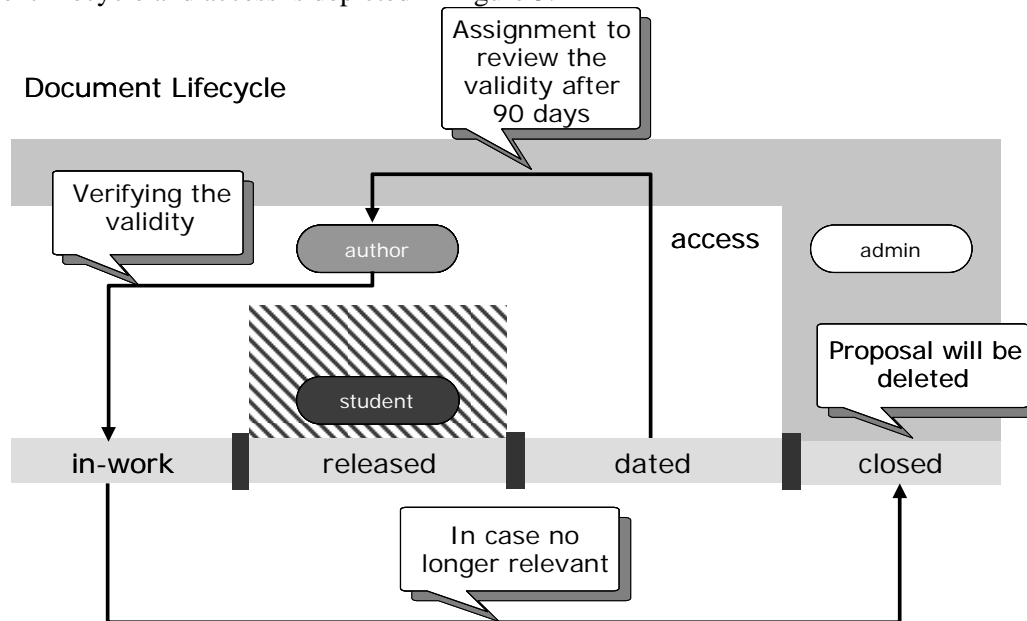 Assignment to
review the
validity after
90 days
Document Lifecycle
Verifying the
validity
author
access
admin
Proposal will be
deleted
student
in-work
released
dated
closed
In case no
longer relevant